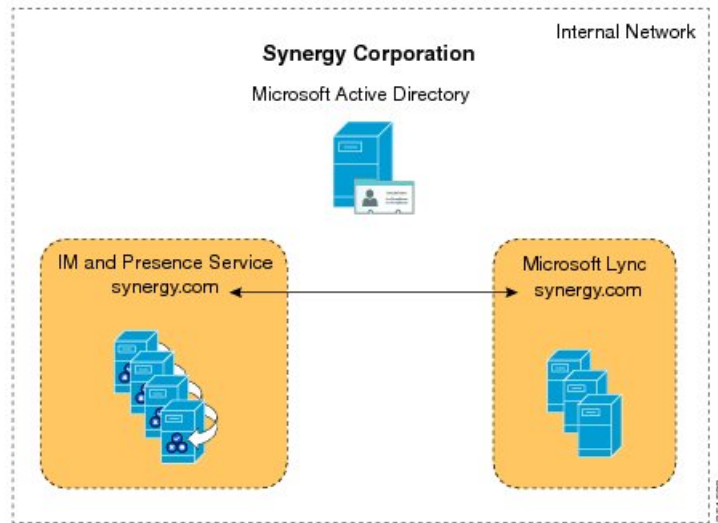 Internal Network
Synergy Corporation
Microsoft Active Directory
IM and Presence Service
synergy.com
Microsoft Lync
synergy.com